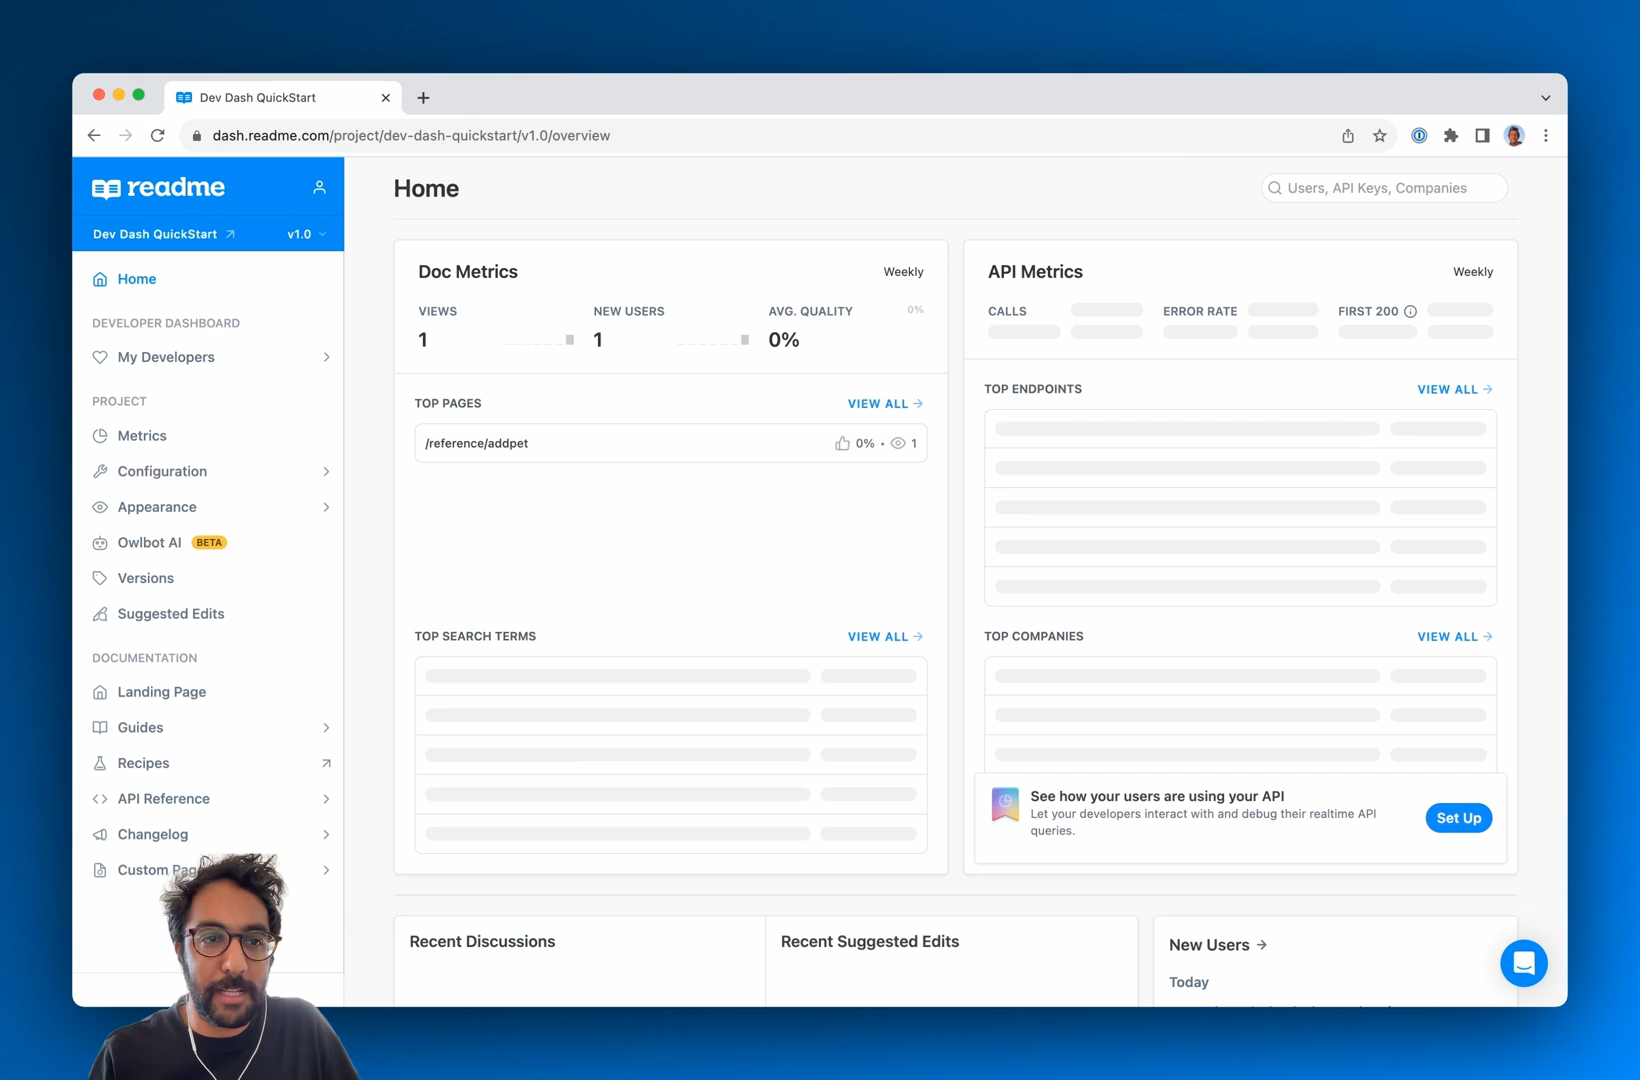 Dev Dash QuickStart
dash.readme.com/project/dev-dash-quickstart/v1.0/overview
readme
Dev Dash QuickStart
v1.0
Home
DEVELOPER DASHBOARD
My Developers
PROJECT
Metrics
Configuration
Appearance
Owlbot AI BETA
Versions
Suggested Edits
DOCUMENTATION
Landing Page
Guides
Recipes
API Reference
Changelog
Custom
Home
Users, API Keys, Companies
Doc Metrics
Weekly
VIEWS
1
NEW USERS
1
AVG. QUALITY
0%
0%
TOP PAGES
VIEW ALL
/reference/addpet
0% • 1
TOP SEARCH TERMS
VIEW ALL
API Metrics
Weekly
CALLS
ERROR RATE
FIRST 200
TOP ENDPOINTS
VIEW ALL
TOP COMPANIES
VIEW ALL
See how your users are using your API
Let your developers interact with and debug their realtime API
queries.
Set Up
Recent Discussions
Recent Suggested Edits
New Users
Today